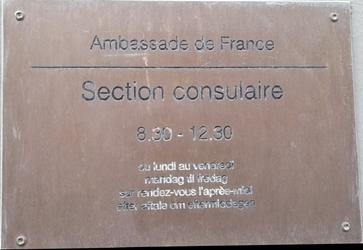 Ambassade de France
Section consulaire
8.30 - 12.30
du lundi au vendredi
mandag til fredag
sur rendez-vous l'après-midi
efter aftale om eftermiddagen